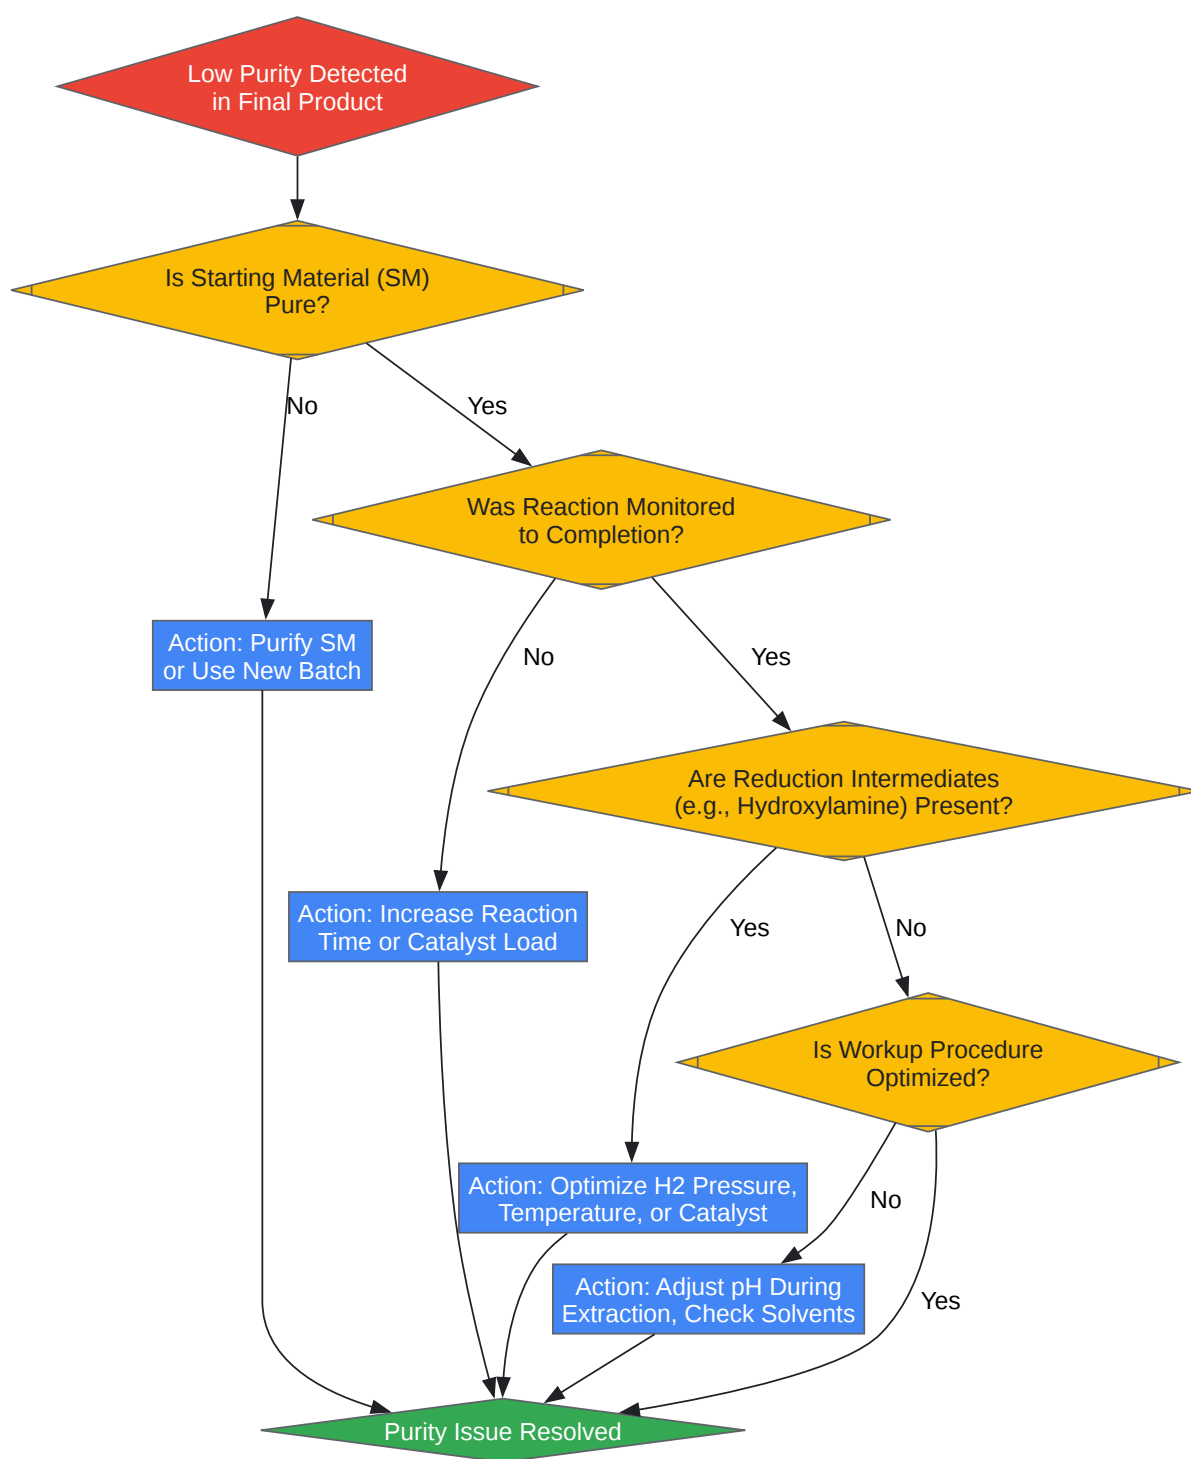 Low Purity Detected
in Final Product
Is Starting Material (SM)
Pure?
No
Yes
Was Reaction Monitored
to Completion?
Action: Purify SM
or Use New Batch
No
Yes
Are Reduction Intermediates
(e.g., Hydroxylamine) Present?
Action: Increase Reaction
Time or Catalyst Load
Yes
No
Is Workup Procedure
Optimized?
Action: Optimize H2 Pressure,
Temperature, or Catalyst
No
Action: Adjust pH During
Extraction, Check Solvents
Yes
Purity Issue Resolved